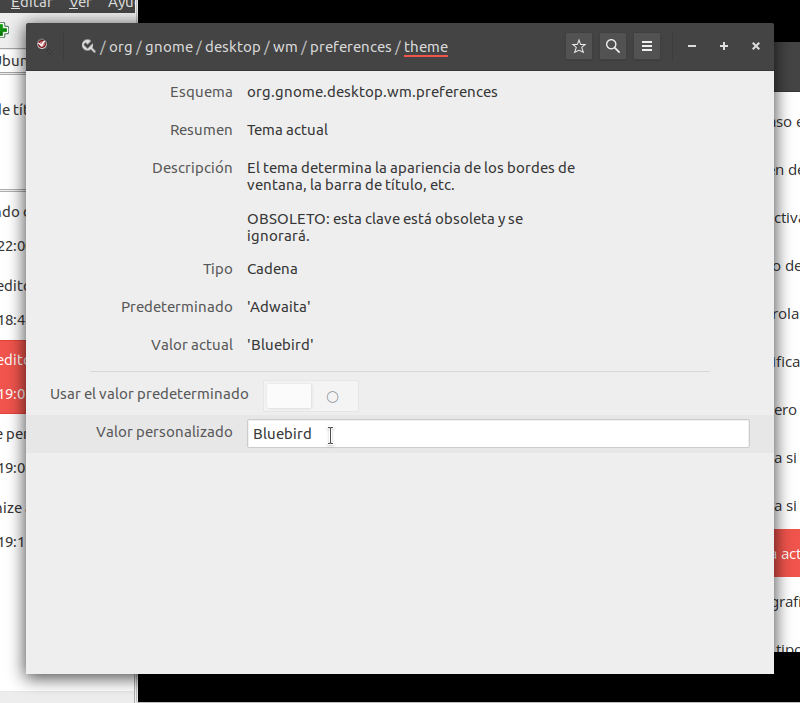 Editar Ver Ayu
/ org / gnome / desktop / wm / preferences / theme
Esquema org.gnome.desktop.wm.preferences
Resumen Tema actual
Descripción El tema determina la apariencia de los bordes de
ventana, la barra de título, etc.
OBSOLETO: esta clave está obsoleta y se
ignorará.
Tipo Cadena
Predeterminado 'Adwaita'
Valor actual 'Bluebird'
Usar el valor predeterminado
Valor personalizado Bluebird